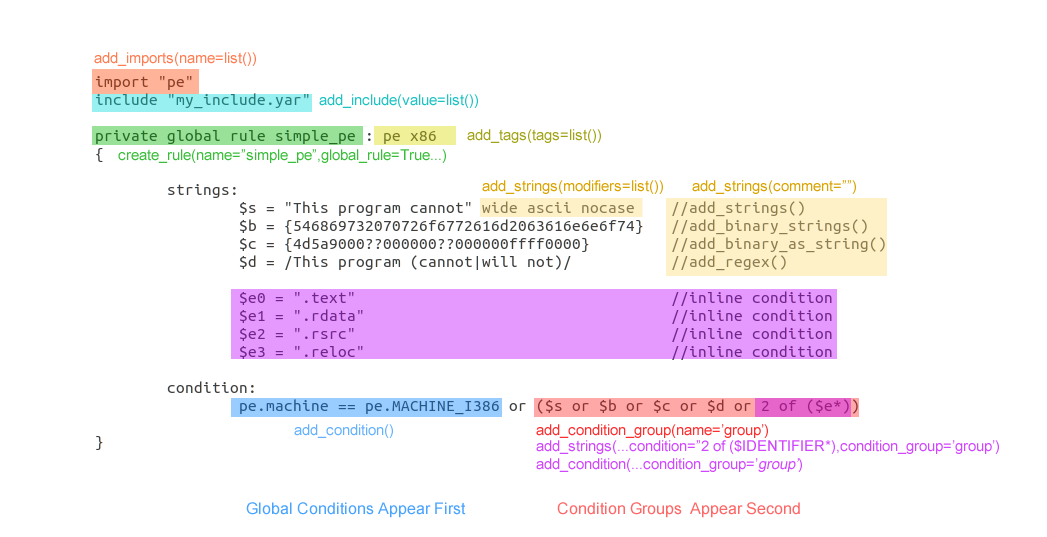 add_imports(name=list())
import "pe"
include "my_include.yar" add_include(value=list())
private global rule simple_pe : pe x86 add_tags(tags=list())
{ create_rule(name="simple_pe",global_rule=True...)
strings: add_strings(modifiers=list()) add_strings(comment="")
$s = "This program cannot" wide ascii nocase //add_strings()
$b = {546869732070726f6772616d2063616e6e6f74} //add_binary_strings()
$c = {4d5a9000??000000??000000ffff0000} //add_binary_as_string()
$d = /This program (cannot|will not)/ //add_regex()
$e0 = ".text" //inline condition
$e1 = ".rdata" //inline condition
$e2 = ".rsrc" //inline condition
$e3 = ".reloc" //inline condition
condition:
pe.machine == pe.MACHINE_I386 or ($s or $b or $c or $d or 2 of ($e*))
add_condition() add_condition_group(name='group')
} add_strings(...condition="2 of ($IDENTIFIER*),condition_group='group')
add_condition(...condition_group='group')
Global Conditions Appear First Condition Groups Appear Second